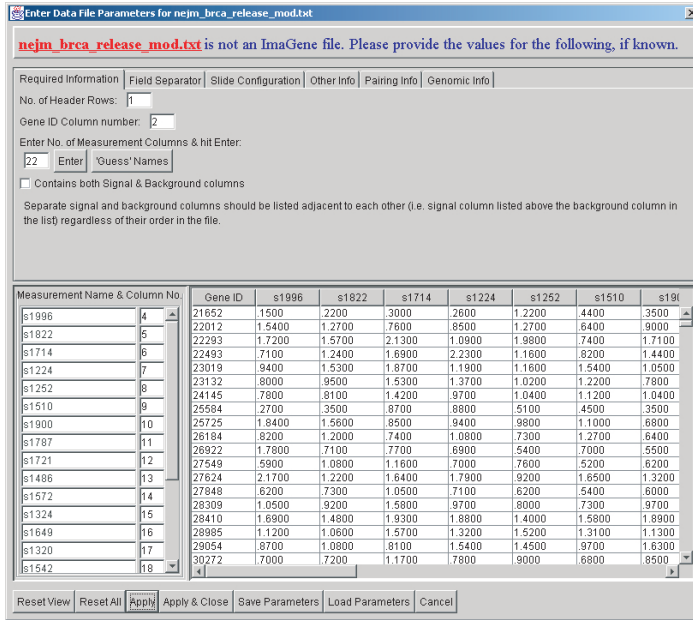 Enter Data File Parameters for nejm_brca_release_mod.txt
nejm_brca_release_mod.txt is not an ImaGene file. Please provide the values for the following, if known.
Required Information Field Separator Slide Configuration Other Info Pairing Info Genomic Info
No. of Header Rows: 1
Gene ID Column number: 2
Enter No. of Measurement Columns & hit Enter:
22 Enter 'Guess' Names
Contains both Signal & Background columns
Separate signal and background columns should be listed adjacent to each other (i.e. signal column listed above the background column in
the list) regardless of their order in the file.
Measurement Name & Column No.
s1996 4
s1822 5
s1714 6
s1224 7
s1252 8
s1510 9
s1900 10
s1787 11
s1721 12
s1486 13
s1572 14
s1324 15
s1649 16
s1320 17
s1542 18
Gene ID s1996 s1822 s1714 s1224 s1252 s1510 s190
21652 .1500 .2200 .3000 .2600 1.2200 .4400 .3500
22012 1.5400 1.2700 .7600 .8500 1.2700 .6400 .9000
22293 1.7200 1.5700 2.1300 1.0900 1.9800 .7400 1.7100
22493 .7100 1.2400 1.6900 2.2300 1.1600 .8200 1.4400
23019 .9400 1.5300 1.8700 1.1900 1.1600 1.5400 1.0500
23132 .8000 .9500 1.5300 1.3700 1.0200 1.2200 .7800
24145 .7800 .8100 1.4200 .9700 1.0400 1.1200 1.0400
25584 .2700 .3500 .8700 .8800 .5100 .4500 .3500
25725 1.8400 1.5600 .8500 .9400 .9800 1.1000 .6800
26184 .8200 1.2000 .7400 1.0800 .7300 1.2700 .6400
26922 1.7800 .7100 .7700 .6900 .5400 .7000 .5500
27549 .5900 1.0800 1.1600 .7000 .7600 .5200 .6200
27624 2.1700 1.2200 1.6400 1.7900 .9200 1.6500 1.3200
27848 .6200 .7300 1.0500 .7100 .6200 .5400 .6000
28309 1.0500 .9200 1.5800 .9700 .8000 .7300 .9700
28410 1.6900 1.4800 1.9300 1.8800 1.4000 1.5800 1.8900
28985 1.1200 1.0600 1.5700 1.3200 1.5200 1.3100 1.1300
29054 .8700 1.0800 .8100 1.5400 1.4500 .9700 1.6300
30272 .7000 .7200 1.1700 .7800 .9000 .6800 .8500
Reset View Reset All Apply Apply & Close Save Parameters Load Parameters Cancel